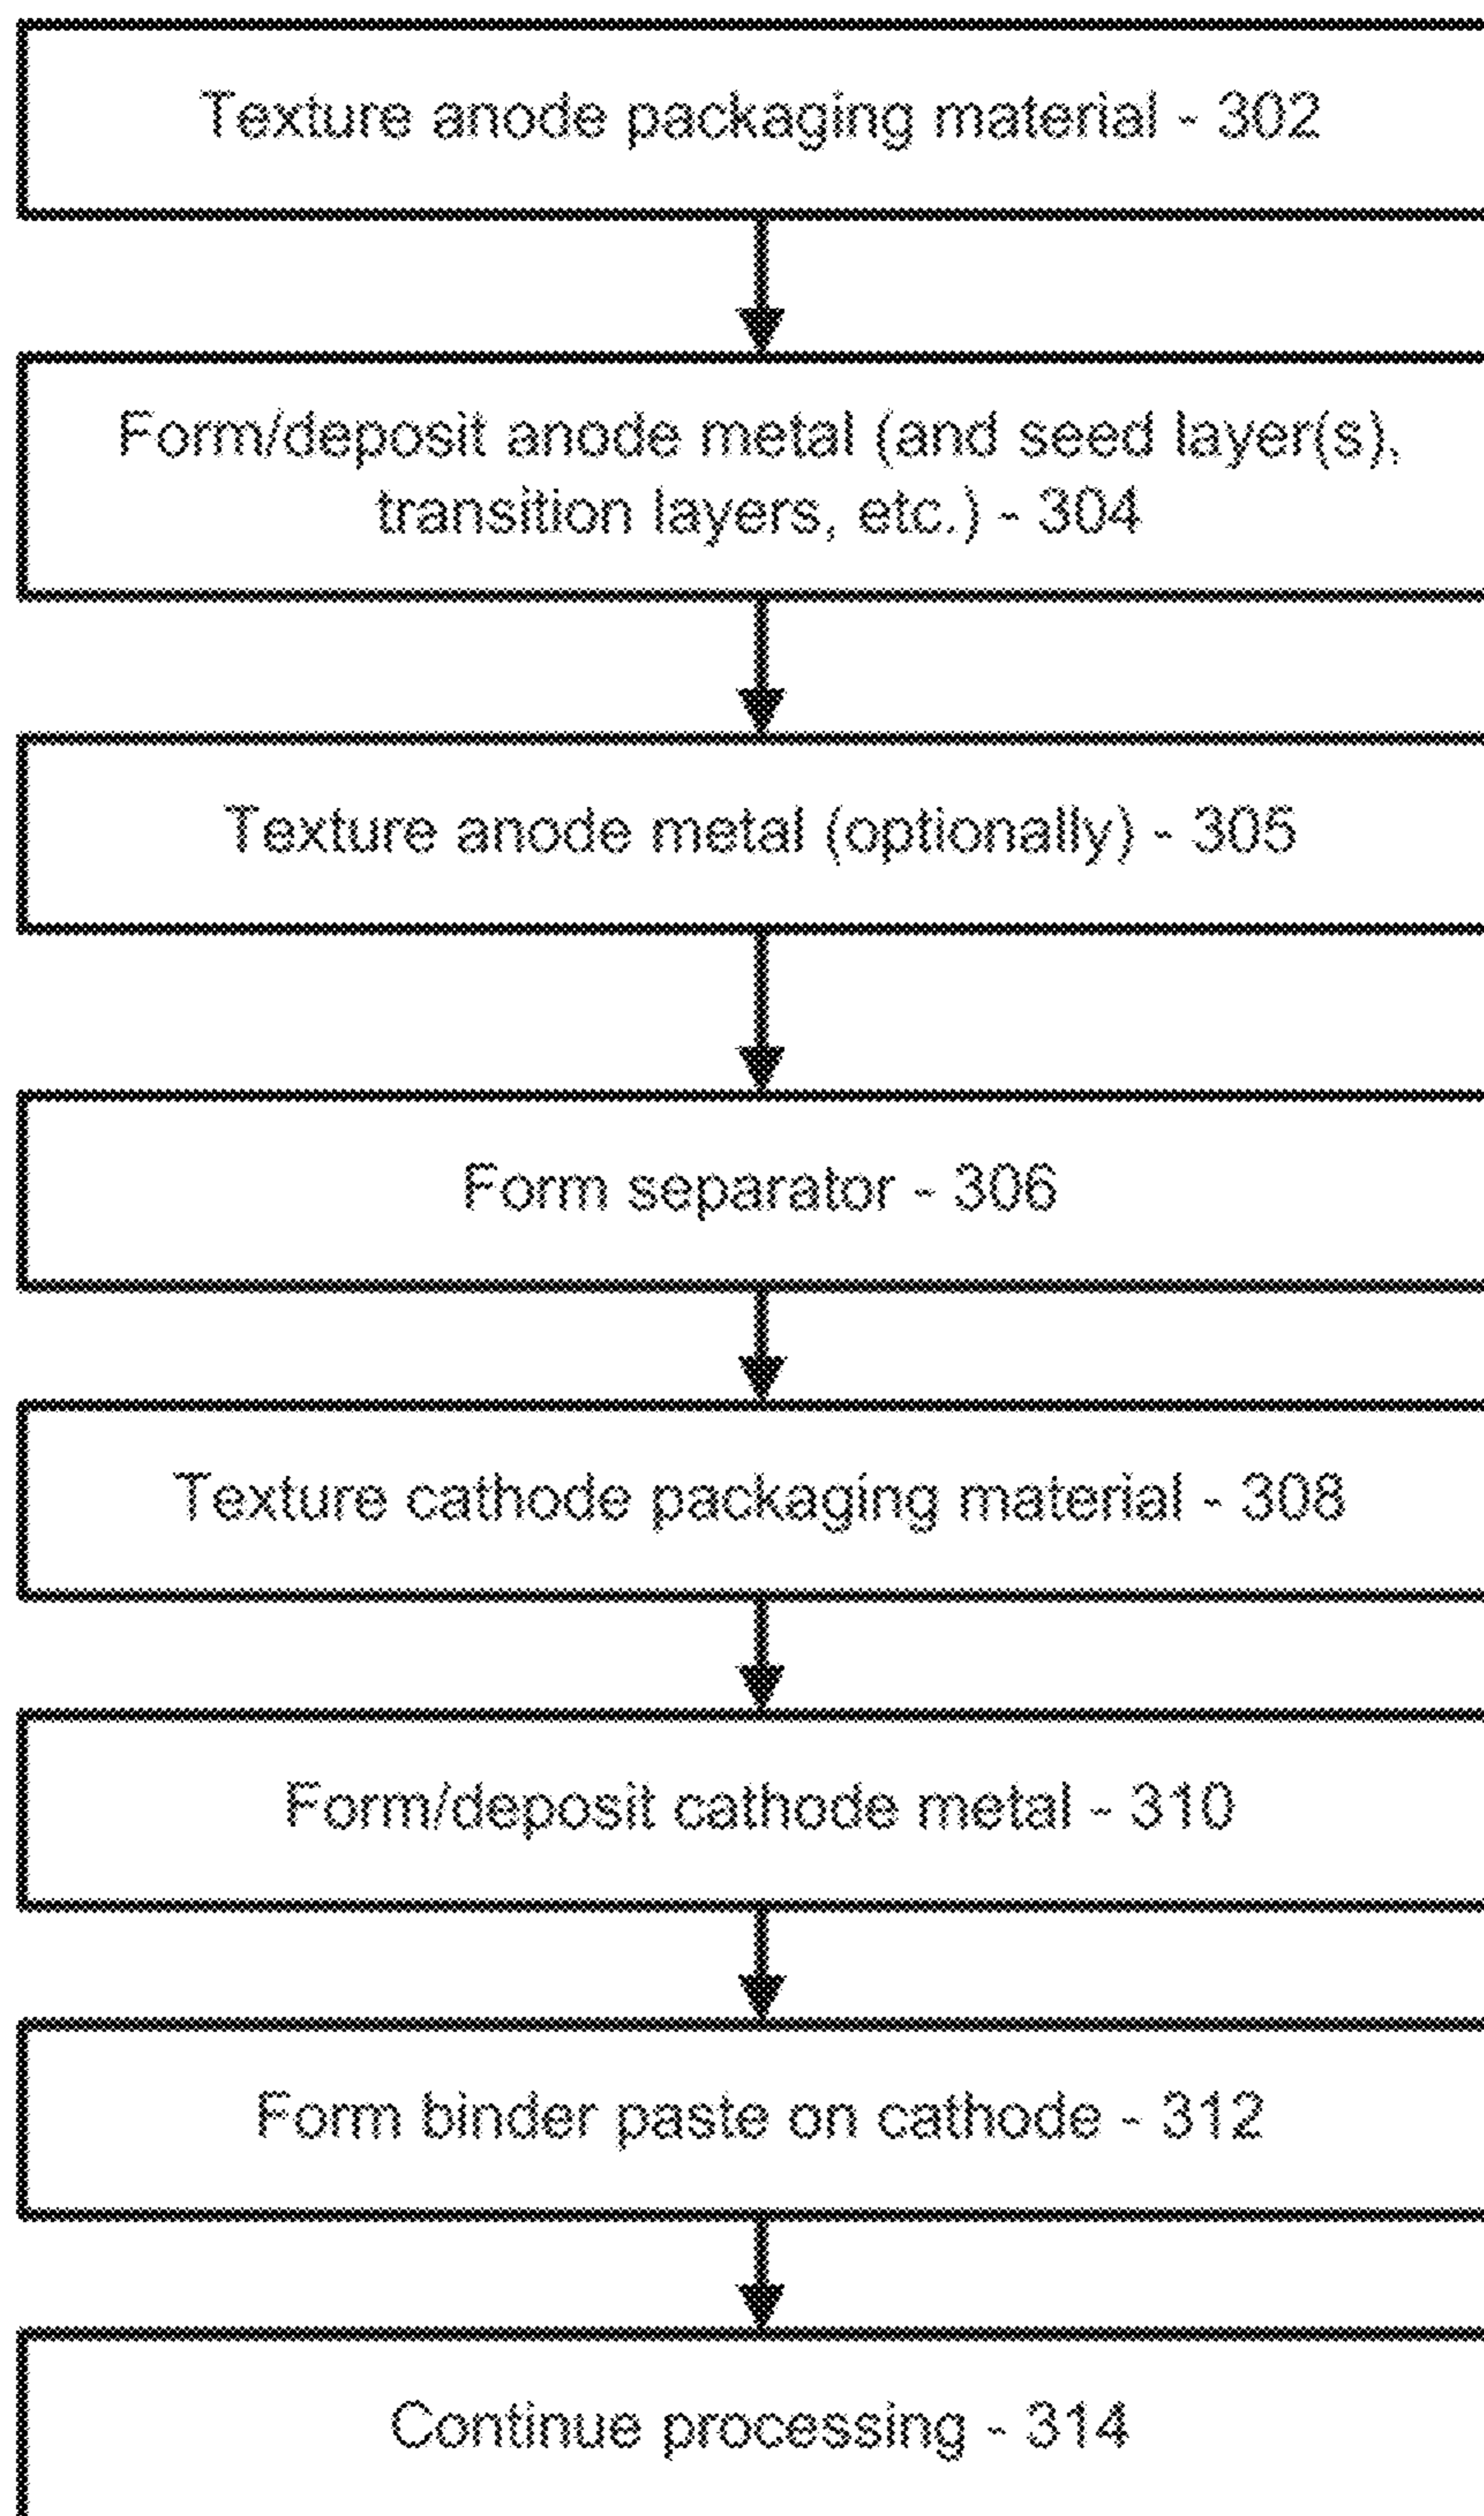 Texture anode packaging material - 302
Form/deposit anode metal (and seed layer(s),
transition layers, etc.) - 304
Texture anode metal (optionally) - 305
Form separator - 306
Texture cathode packaging material - 308
Form/deposit cathode metal - 310
Form binder paste on cathode - 312
Continue processing - 314